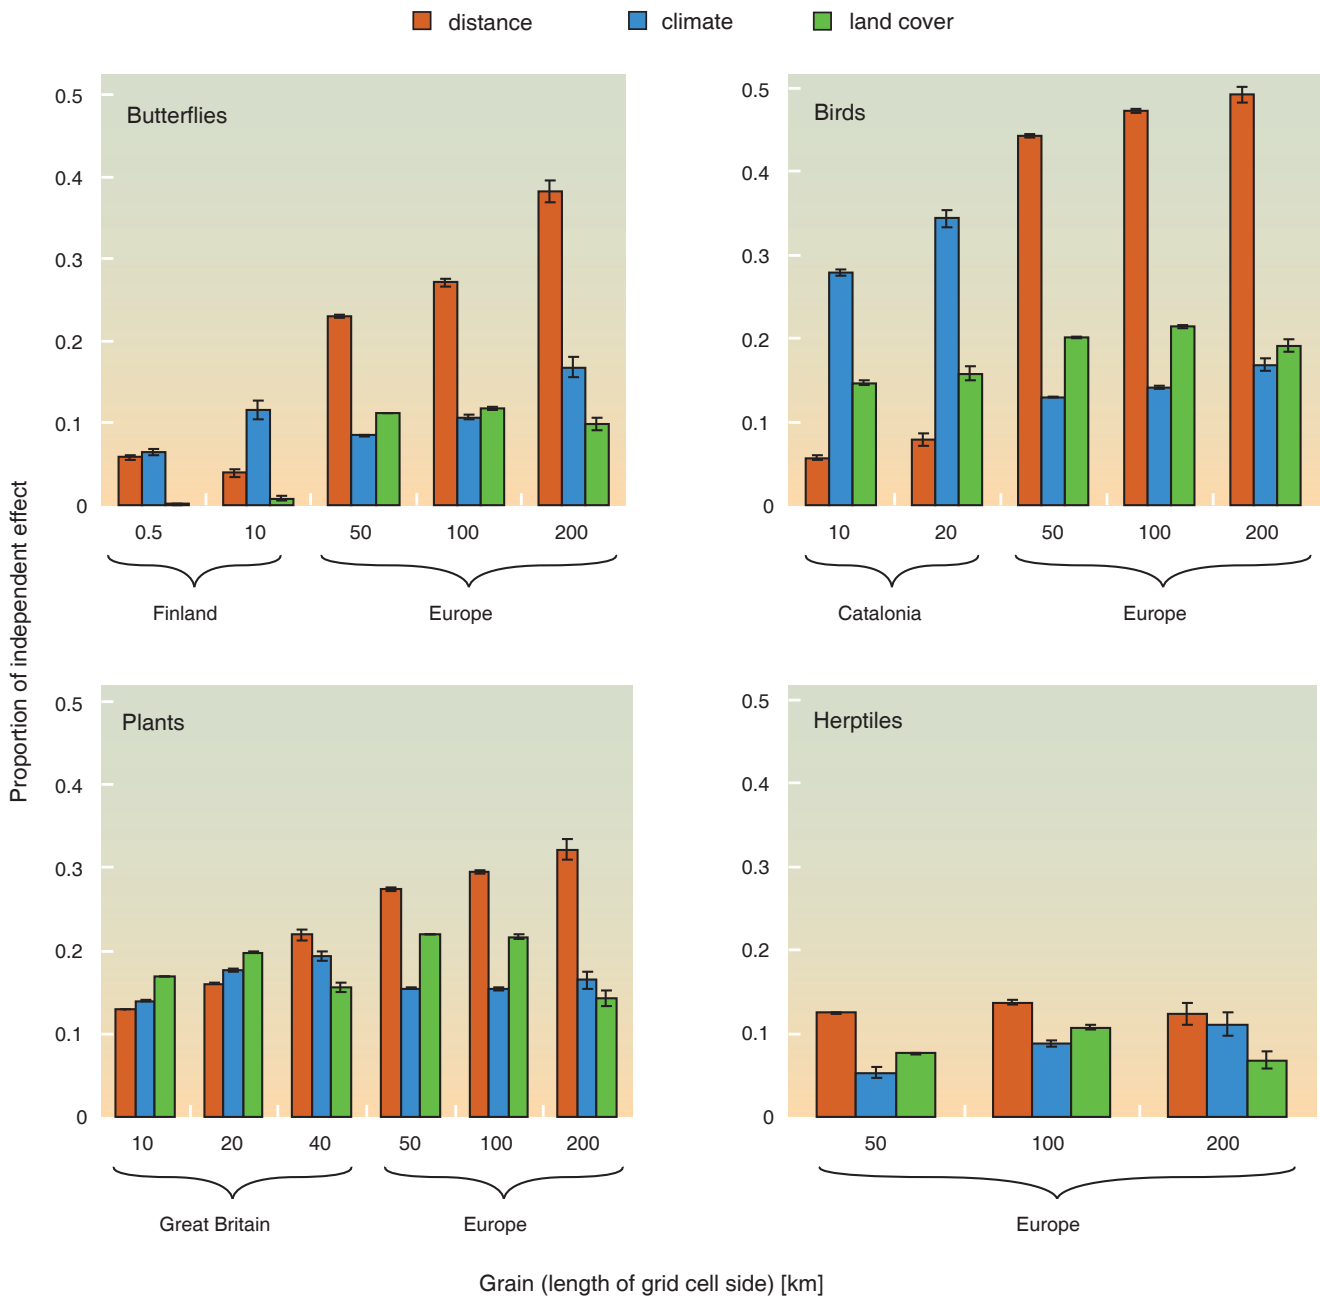 distance climate land cover
Proportion of independent effect
Butterflies
0.5
0.4
0.3
0.2
0.1
0
0.5 10 50 100 200
Finland Europe
Birds
0.5
0.4
0.3
0.2
0.1
0
10 20 50 100 200
Catalonia Europe
Plants
0.5
0.4
0.3
0.2
0.1
0
10 20 40 50 100 200
Great Britain Europe
Herptiles
0.5
0.4
0.3
0.2
0.1
0
50 100 200
Europe
Grain (length of grid cell side) [km]